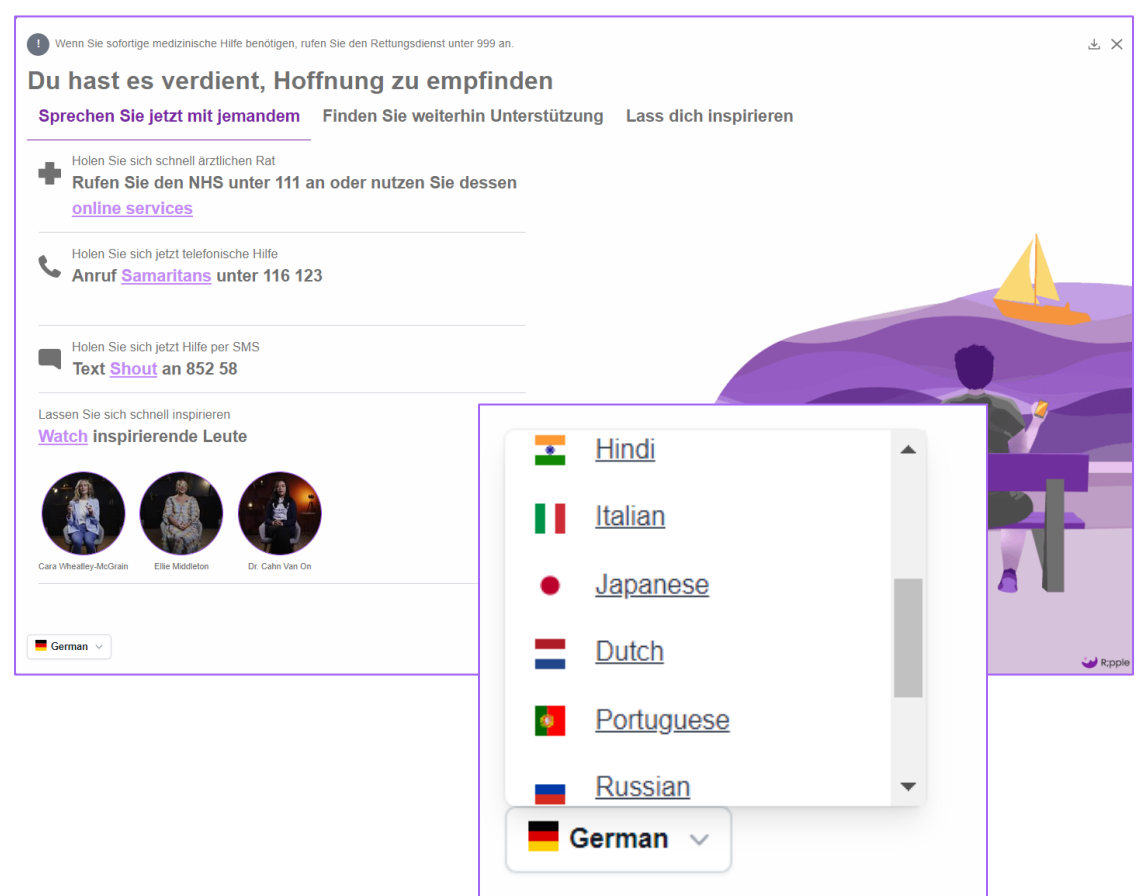 Wenn Sie sofortige medizinische Hilfe benötigen, rufen Sie den Rettungsdienst unter 999 an.
Du hast es verdient, Hoffnung zu empfinden
Sprechen Sie jetzt mit jemandem
Finden Sie weiterhin Unterstützung
Lass dich inspirieren
Holen Sie sich schnell ärztlichen Rat
Rufen Sie den NHS unter 111 an oder nutzen Sie dessen
online services
Holen Sie sich jetzt telefonische Hilfe
Anruf Samaritans unter 116 123
Holen Sie sich jetzt Hilfe per SMS
Text Shout an 852 58
Lassen Sie sich schnell inspirieren
Watch inspirierende Leute
Cara Wheatley-McGrain
Ellie Middleton
Dr. Cahn Van On
German
R;pple
Hindi
Italian
Japanese
Dutch
Portuguese
Russian
German